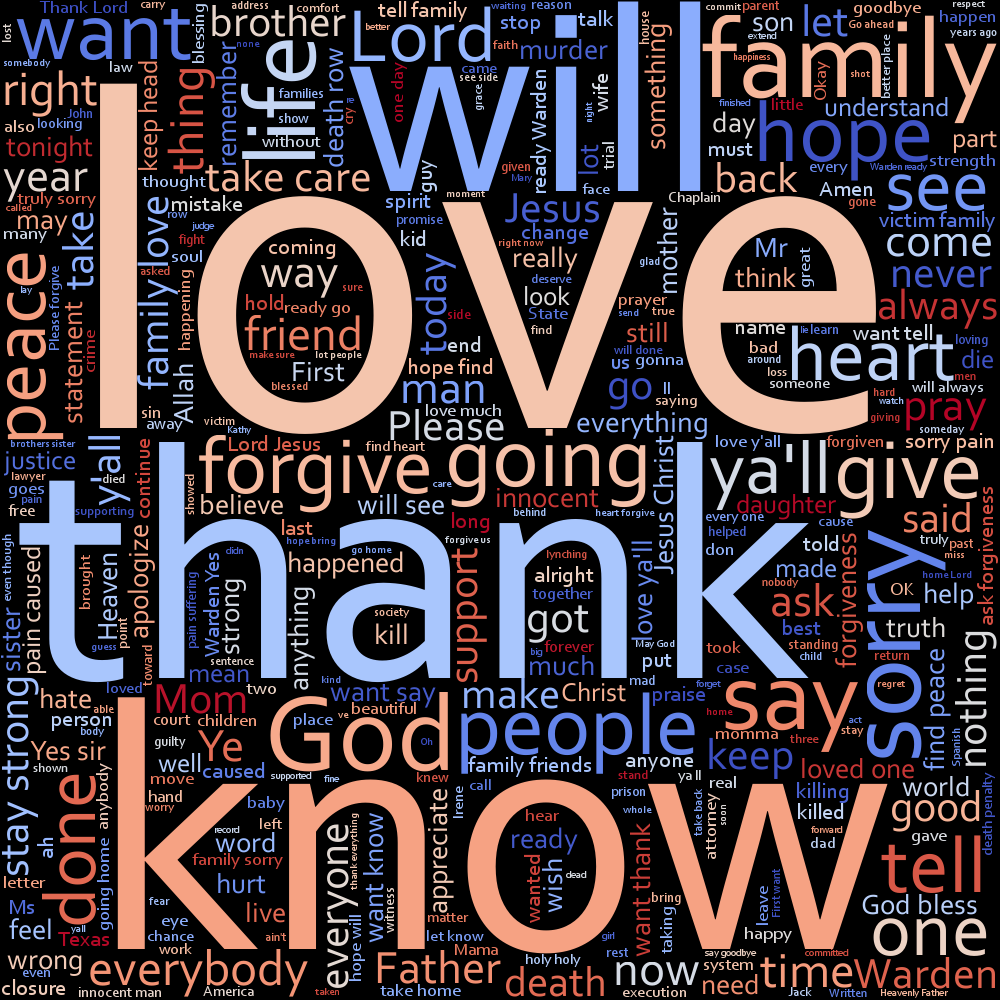 Thank Lord
want
brother
tell family
Lord
will
stop
talk
murder
carry
reason
waiting
address
comfort
better
faith
commit
parent
son
let
goodbye
Go ahead
happen
respect
years ago
extend
happiness
family
lost
somebody
law
blessing
none
right
also
looking
John
tonight
keep head
thing
remember
families
show
without
life
death row
cry
one day
came
see side
grace
ready Warden
wife
house
something
shot
Okay
better place
little
understand
day
hope
part
must
every
Warden ready
strength
finished
year
truly sorry
called
may
many
thought
mistake
take care
row
judge
fight
soul
spirit
promise
guy
kid
given
Mary
lot
night
trial
face
moment
Jesus
change
right now
really
deserve
Chaplain
mother
glad
back
Amen
gone
see
victim family
come
never
love
peace
lay
take
family love
Please forgive
statement
crime
asked
happening
Allah
sin
away
victim
coming
way
hold
ready go
sure
friend
make sure
lot people
First
blessed
today
side
end
hope find
man
look
State
find
prayer
send
true
still
will done
us
gonna
go
ll
saying
Mr
think
great
name
bad
around
loss
lie
learn
someone
want tell
heart
always
loving
die
men
will always
hard
watch
giving
pray
someday
brothers sister
justice
lawyer
goes
pain
free
died
supporting
y'all
continue
showed
Lord Jesus
Kathy
find heart
forgive
believe
love much
Please
going
care
will see
innocent
everything
Jesus Christ
love y'all
forgiven
sorry pain
ya'll
give
daughter
thank
even though
sister
pain caused
brought
Heaven
guess
point
toward
apologize
last
happened
didn
hope bring
go home
forgive us
long
behind
heart forgive
every one
helped
don
cause
told
said
truly
past
miss
home Lord
ask forgiveness
Warden Yes
strong
pain suffering
anything
society
kill
support
lynching
alright
together
got
forever
big
much
love ya'll
May God
put
nobody
made
ask
best
standing
child
case
took
forgiveness
sorry
OK
help
truth
return
nothing
stay strong
hate
loved
able
person
body
Yes sir
shown
Mom
mean
sentence
two
court
children
guilty
Ye
well
kind
want say
beautiful
place
ve
God
Oh
make
Christ
mad
praise
forget
people
anyone
home
say
momma
three
keep
regret
act
stay
loved one
find peace
Spanish
done
anybody
going home
ah
letter
Ms
feel
yall
Texas
move
hand
worry
caused
baby
left
record
word
family sorry
hurt
fear
eye
chance
live
supported
fine
knew
family friends
call
Irene
prison
stand
ya ll
real
whole
take back
attorney
soon
killing
killed
dad
forward
world
good
gave
death penalty
tell
know
everyone
thank everything
want know
witness
appreciate
hear
ready
wanted
wish
dead
want thank
leave
First want
happy
God bless
one
wrong
even
closure
innocent man
work
ain't
everybody
America
taken
hope will
let know
matter
Mama
Father
take home
holy holy
death
girl
rest
bring
taking
now
execution
say goodbye
system
need
committed
time
Jack
Written
Warden
Heavenly Father